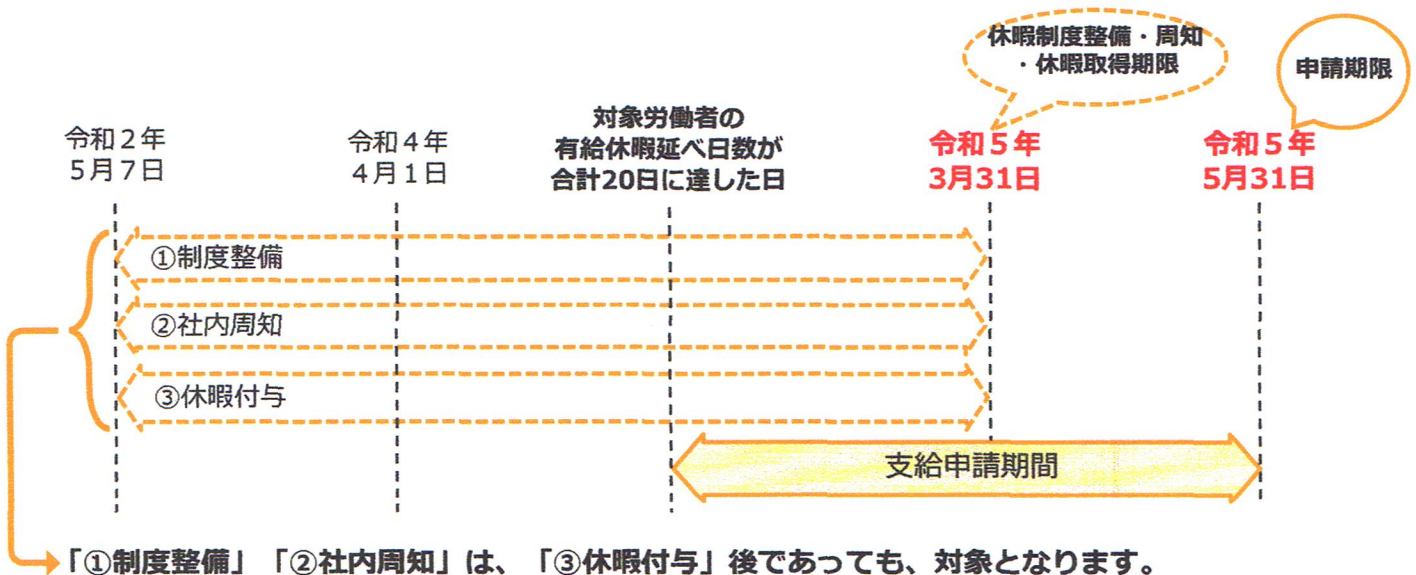 休暇制度整備・周知
・休暇取得期限
申請期限
令和２年
５月７日
令和４年
４月１日
対象労働者の
有給休暇延べ日数が
合計20日に達した日
令和５年
3月31日
令和５年
5月31日
①制度整備
②社内周知
③休暇付与
支給申請期間
「①制度整備」「②社内周知」は、「③休暇付与」後であっても、対象となります。